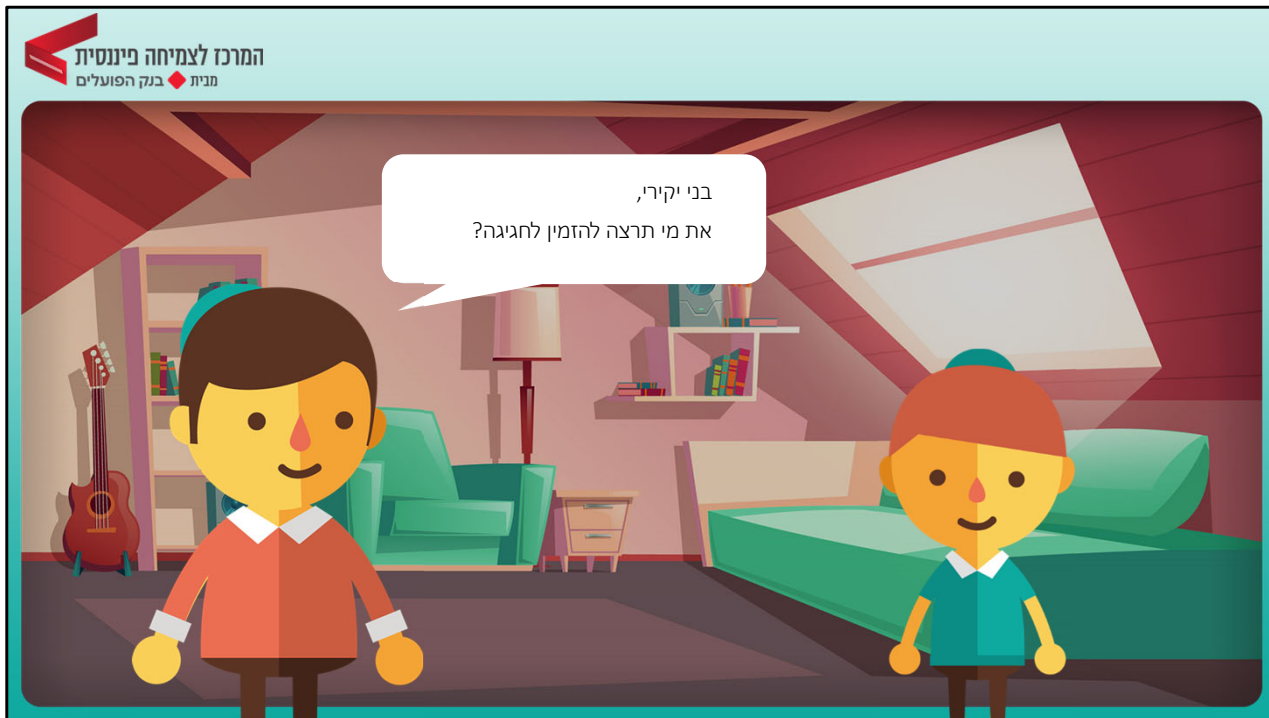 המרכז לצמיחה פיננסית
מבית בנק הפועלים
בני יקירי,
את מי תרצה להזמין לחגיגה?